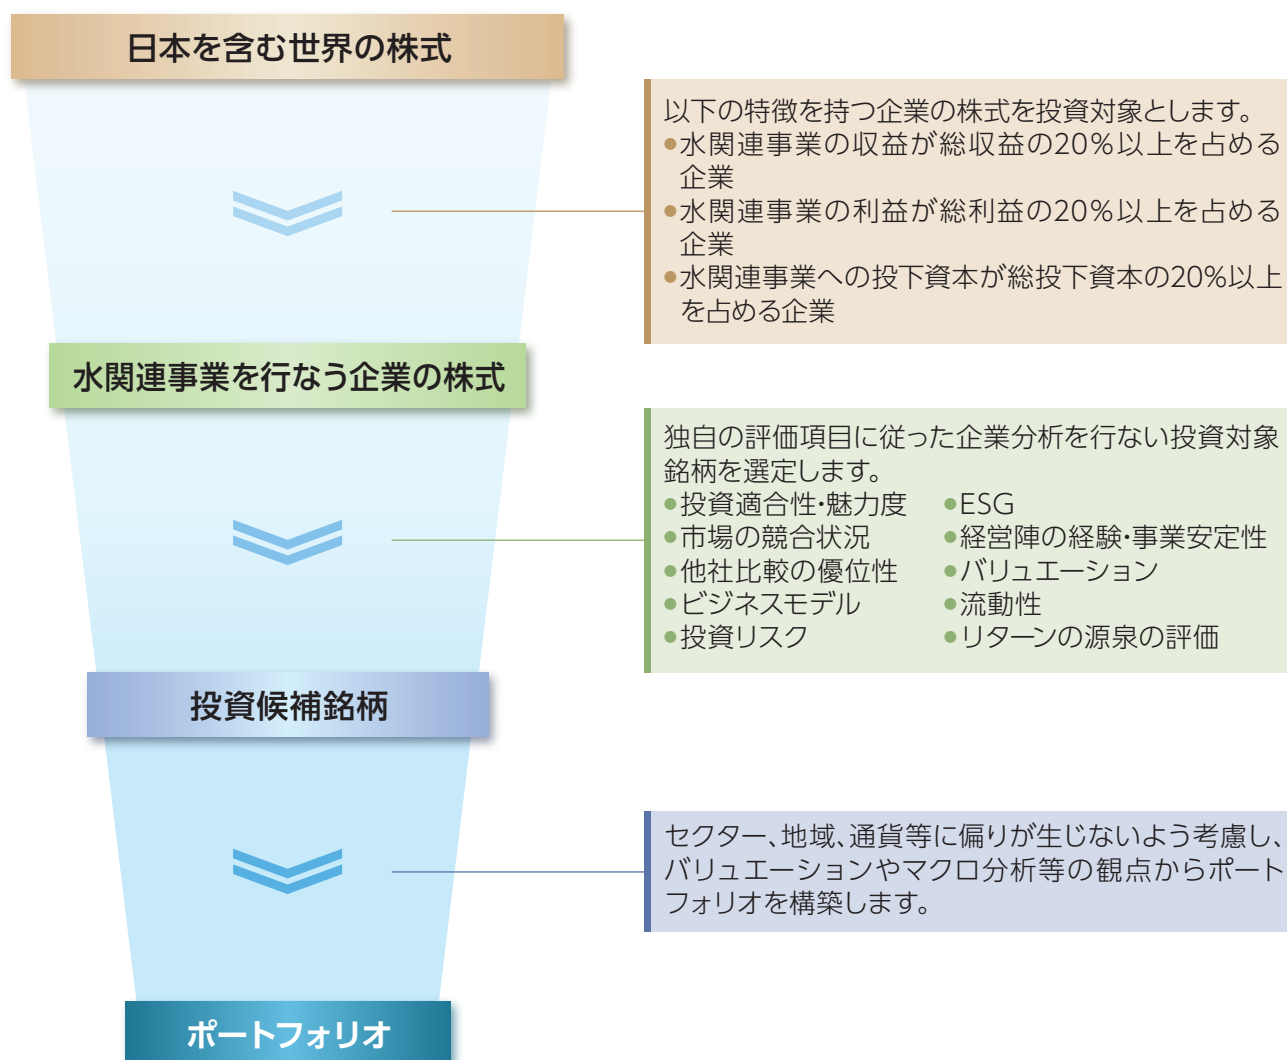 日本を含む世界の株式
以下の特徴を持つ企業の株式を投資対象とします。
●水関連事業の収益が総収益の20%以上を占める
企業
●水関連事業の利益が総利益の20%以上を占める
企業
●水関連事業への投下資本が総投下資本の20%以上
を占める企業
水関連事業を行なう企業の株式
独自の評価項目に従った企業分析を行ない投資対象
銘柄を選定します。
●投資適合性・魅力度 ●ESG
●市場の競合状況 ●経営陣の経験・事業安定性
●他社比較の優位性 ●バリュエーション
●ビジネスモデル ●流動性
●投資リスク ●リターンの源泉の評価
投資候補銘柄
セクター、地域、通貨等に偏りが生じないよう考慮し、
バリュエーションやマクロ分析等の観点からポート
フォリオを構築します。
ポートフォリオ